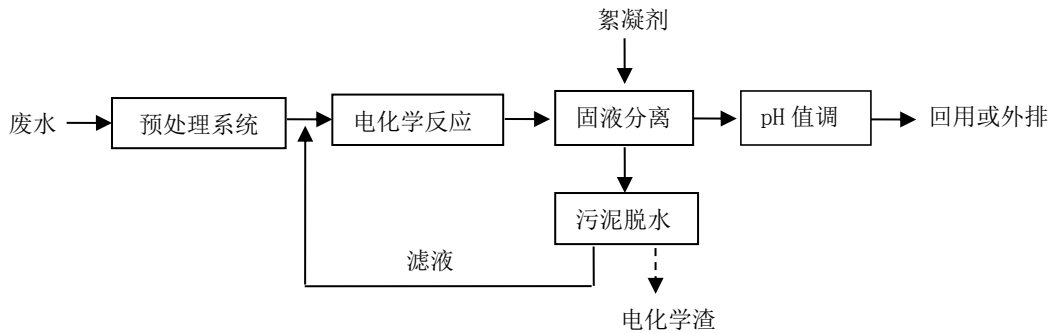 絮凝剂
废水
预处理系统
电化学反应
固液分离
pH 值调
回用或外排
污泥脱水
滤液
电化学渣